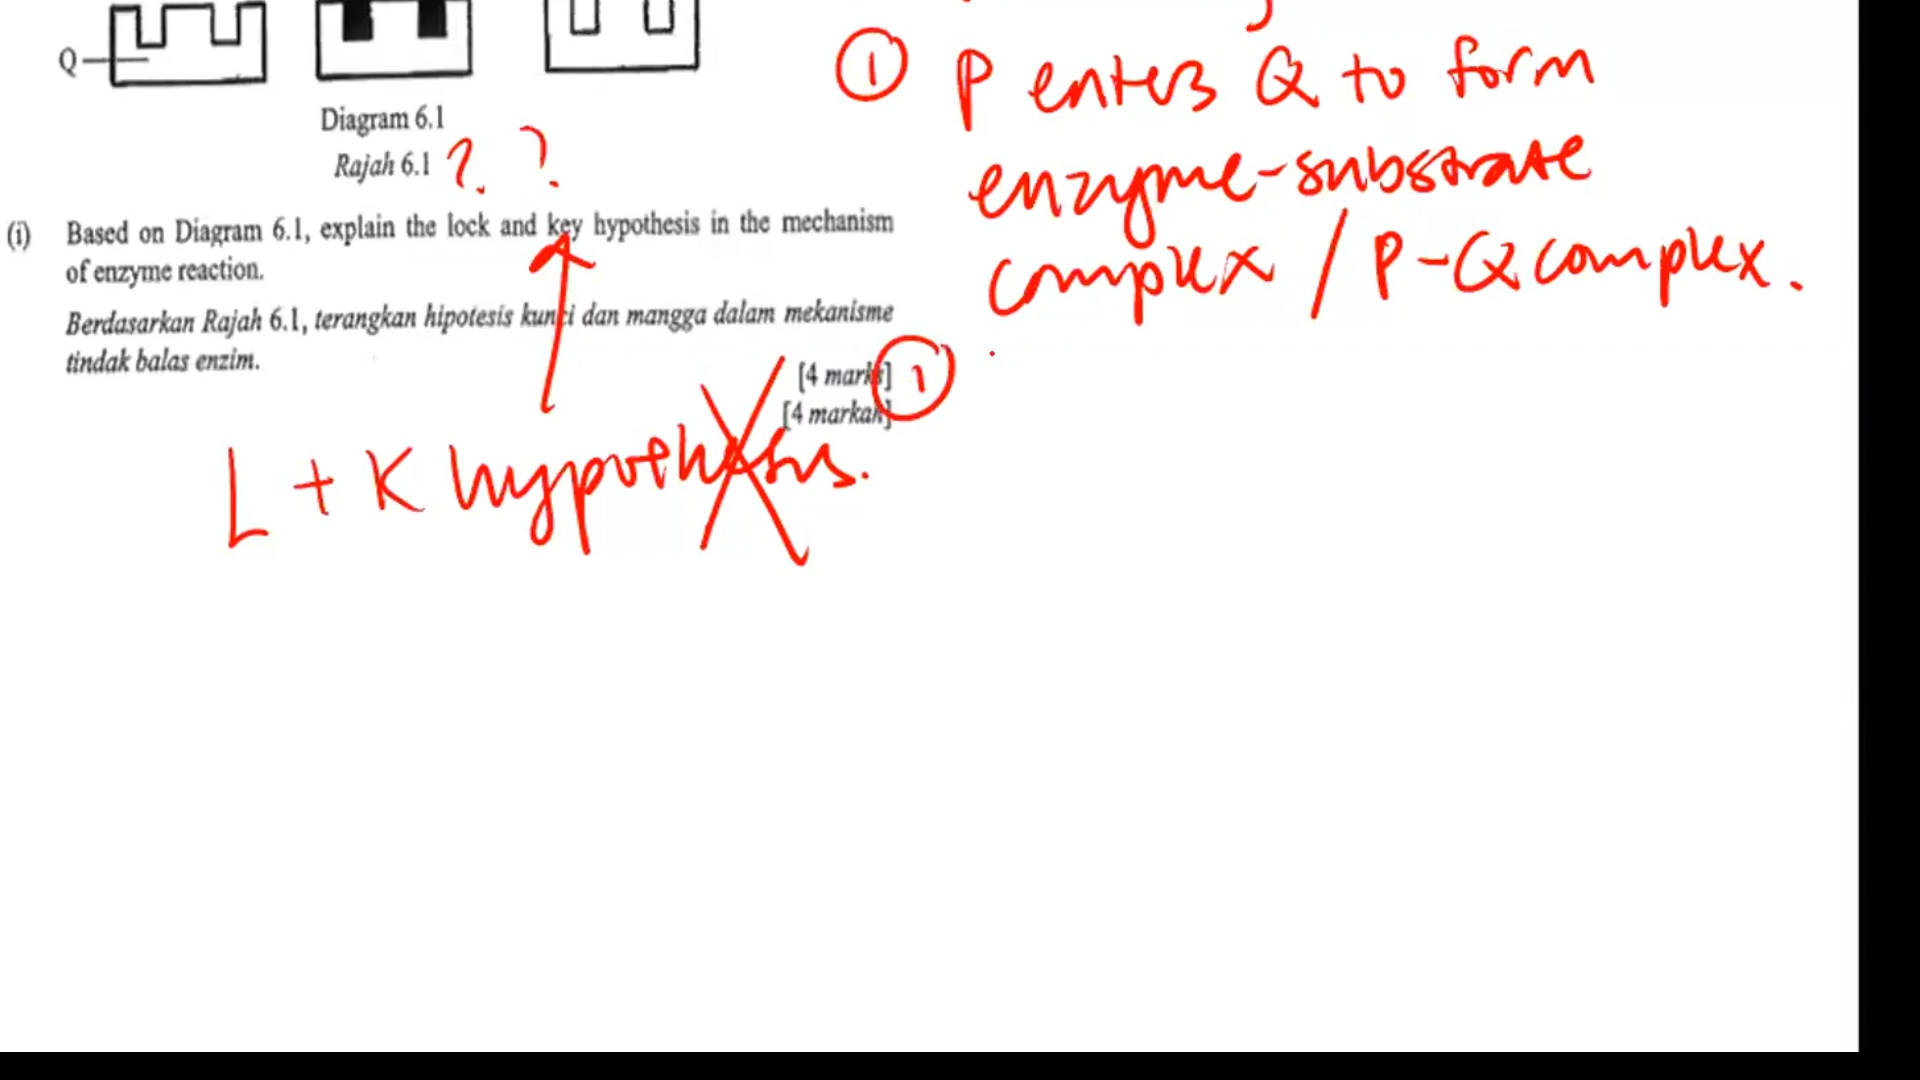 Q
Diagram 6.1
Rajah 6.1 ? ?
(i) Based on Diagram 6.1, explain the lock and key hypothesis in the mechanism
of enzyme reaction.
Berdasarkan Rajah 6.1, terangkan hipotesis kunci dan mangga dalam mekanisme
tindak balas enzim.
[4 marks]
[4 markah]
L + K hypothesis.
① P enters Q to form
enzyme-substrate
complex / P-Q complex.
①